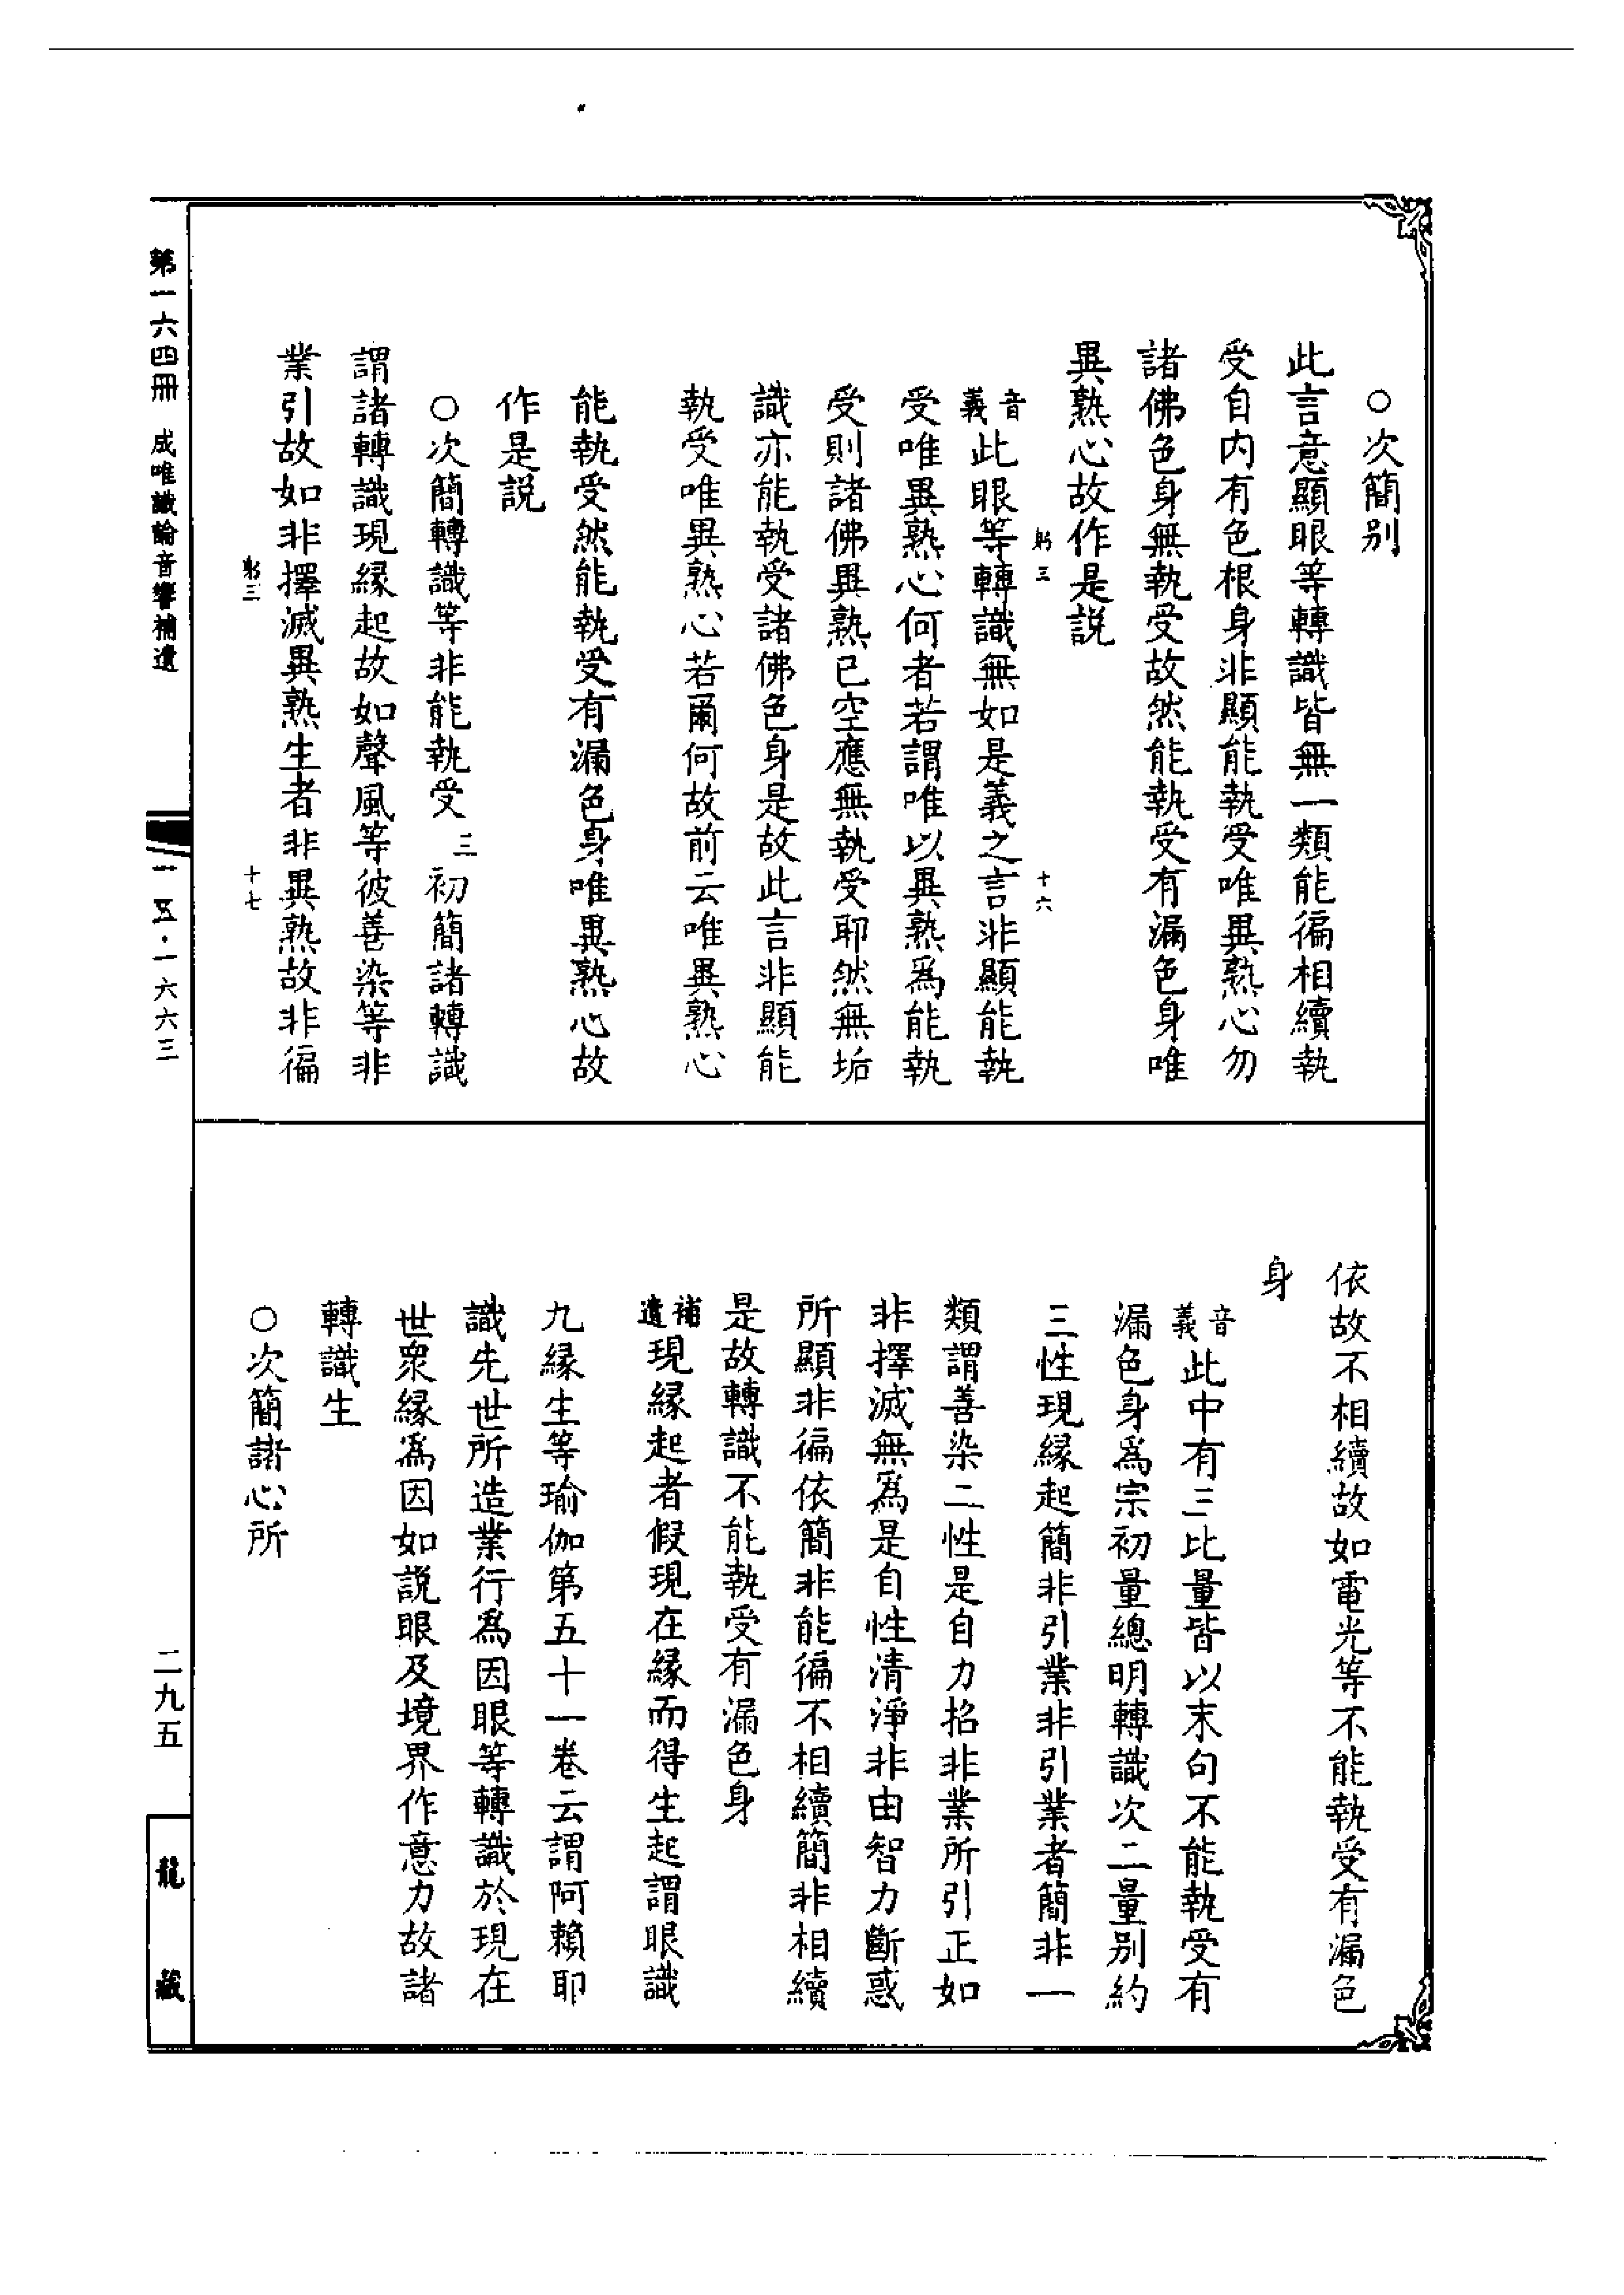 ○次簡別
此言意顯眼等轉識皆無一類能徧相續執
受自内有色根身非顯能執受唯異熟心勿
諸佛色身無執受故然能執受有漏色身唯
異熟心故作是説
躬三 十六
音義此眼等轉識無如是義之言非顯能執
受唯異熟心何者若謂唯以異熟爲能執
受則諸佛異熟已空應無執受耶然無垢
識亦能執受諸佛色身是故此言非顯能
執受唯異熟心若爾何故前云唯異熟心
能執受然能執受有漏色身唯異熟心故
作是説
○次簡轉識等非能執受三 初簡諸轉識
謂諸轉識現緣起故如聲風等彼善染等非
業引故如非擇滅異熟生者非異熟故非徧
躬三 十七
依故不相續故如電光等不能執受有漏色
身
音義此中有三比量皆以末句不能執受有
漏色身爲宗初量總明轉識次二量別約
三性現緣起簡非引業非引業者簡非一
類謂善染二性是自力招非業所引正如
非擇滅無爲是自性清淨非由智力斷惑
所顯非徧依簡非能徧不相續簡非相續
是故轉識不能執受有漏色身
補遺現緣起者假現在緣而得生起謂眼識
九緣生等瑜伽第五十一卷云謂阿賴耶
識先世所造業行爲因眼等轉識於現在
世衆緣爲因如説眼及境界作意力故諸
轉識生
○次簡諸心所
第一六四冊 成唯識論音響補遺
一五·一六六三
二九五
龍藏